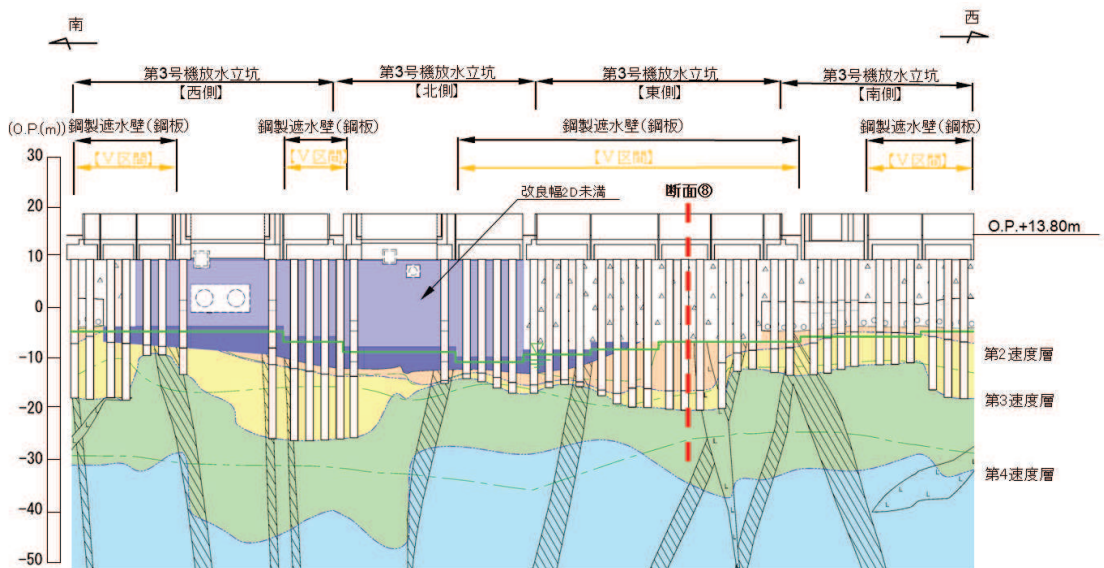 南
西
第3号機放水立坑
【西側】
第3号機放水立坑
【北側】
第3号機放水立坑
【東側】
第3号機放水立坑
【南側】
(O.P.(m))
鋼製遮水壁(鋼板)
鋼製遮水壁(鋼板)
鋼製遮水壁(鋼板)
鋼製遮水壁(鋼板)
【Ⅴ区間】
【Ⅴ区間】
【Ⅴ区間】
【Ⅴ区間】
改良幅2D未満
断面⑧
O.P.+13.80m
30
20
10
0
-10
-20
-30
-40
-50
第2速度層
第3速度層
第4速度層